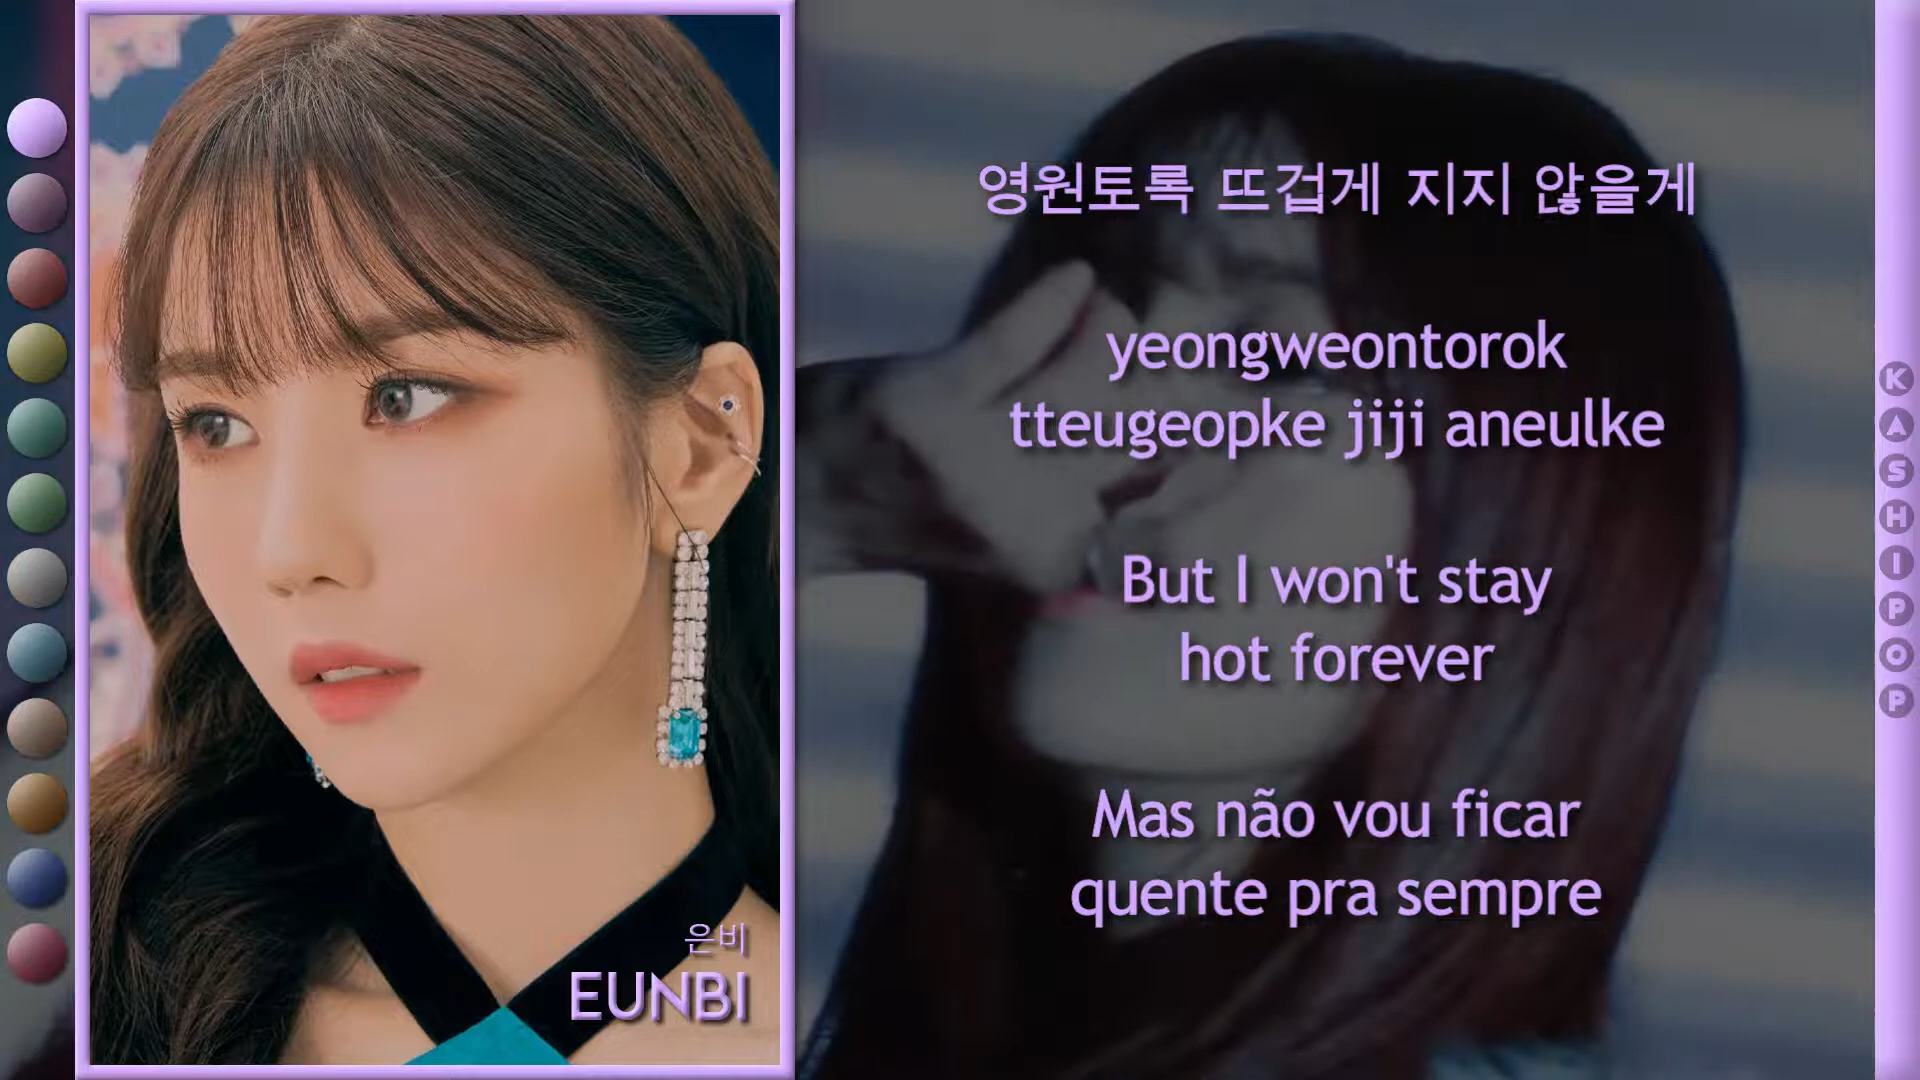 영원토록 뜨겁게 지지 않을게
yeongweontorok
tteugeopke jiji aneulke
But I won't stay
hot forever
Mas não vou ficar
quente pra sempre
은비
EUNBI
KASHIPOP